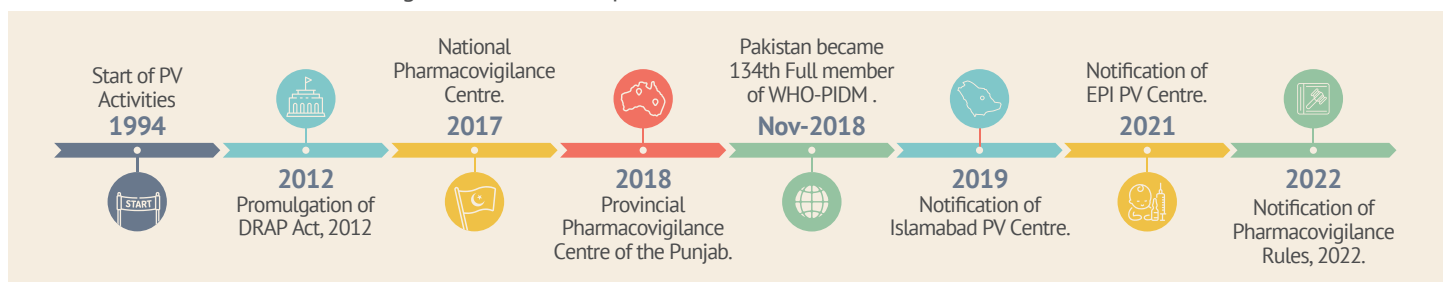 Start of PV
Activities
1994
START
2012
Promulgation of
DRAP Act, 2012
National
Pharmacovigilance
Centre.
2017
2018
Provincial
Pharmacovigilance
Centre of the Punjab.
Pakistan became
134th Full member
of WHO-PIDM .
Nov-2018
2019
Notification of
Islamabad PV Centre.
Notification of
EPI PV Centre.
2021
2022
Notification of
Pharmacovigilance
Rules, 2022.